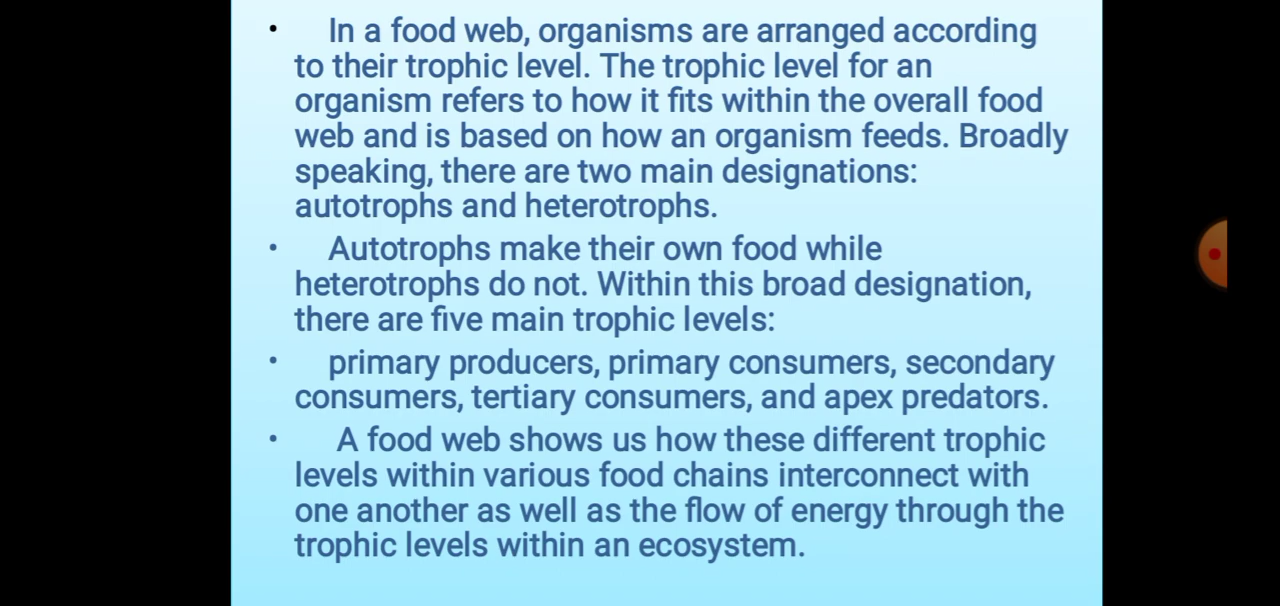 • In a food web, organisms are arranged according
to their trophic level. The trophic level for an
organism refers to how it fits within the overall food
web and is based on how an organism feeds. Broadly
speaking, there are two main designations:
autotrophs and heterotrophs.
• Autotrophs make their own food while
heterotrophs do not. Within this broad designation,
there are five main trophic levels:
• primary producers, primary consumers, secondary
consumers, tertiary consumers, and apex predators.
• A food web shows us how these different trophic
levels within various food chains interconnect with
one another as well as the flow of energy through the
trophic levels within an ecosystem.